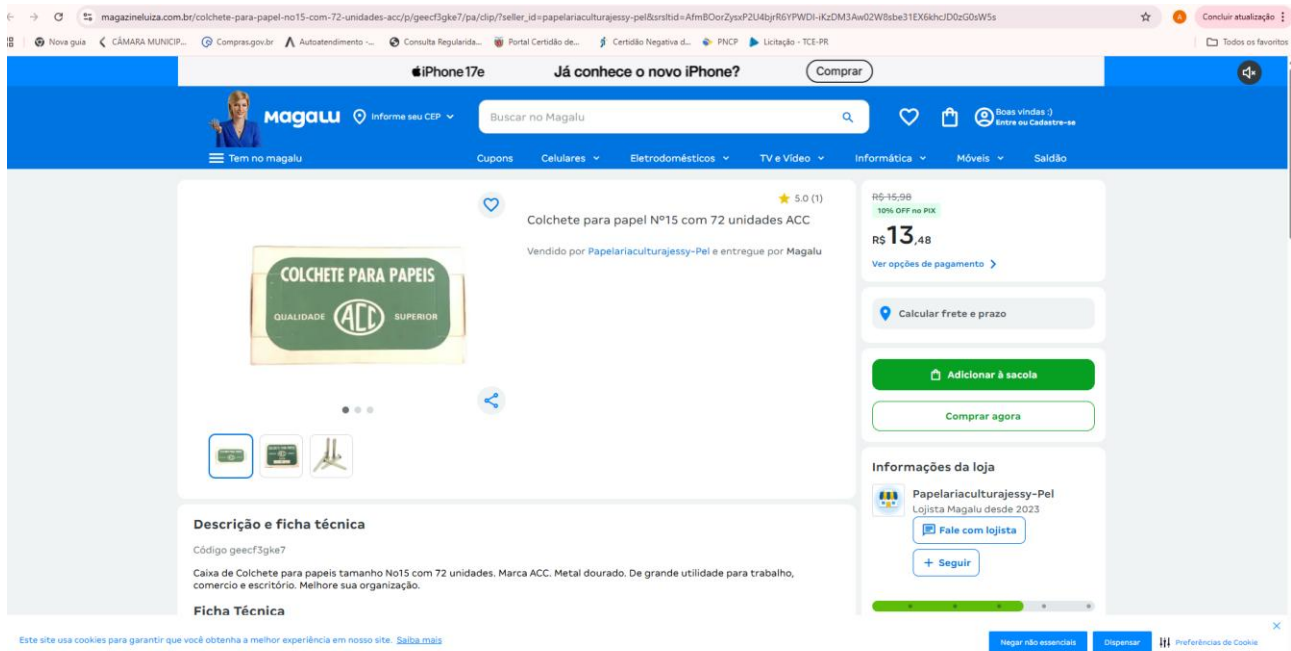 magazineluiza.com.br/colchete-para-papel-no15-com-72-unidades-acc/p/geecf3gke7/pa/clip/?seller_id=papelariaculturajessy-pel&srsltid=AfmBOorZysxP2U4bjrR6YPWDI-iKzDM3Aw02W8sbe31EX6khcJD0zG0sW5s
Concluir atualização
Nova guia
CÂMARA MUNICIP...
Compras.gov.br
Autoatendimento -...
Consulta Regularida...
Portal Certidão de...
Certidão Negativa d...
PNCP
Licitação - TCE-PR
Todos os favoritos
iPhone 17e Já conhece o novo iPhone? Comprar
Magalu Informe seu CEP Buscar no Magalu Boas vindas :)
Entre ou Cadastre-se
Tem no magalu Cupons Celulares Eletrodomésticos TV e Vídeo Informática Móveis Saldão
COLCHETE PARA PAPEIS
QUALIDADE ACC SUPERIOR
5.0 (1)
Colchete para papel Nº15 com 72 unidades ACC
Vendido por Papelariaculturajessy-Pel e entregue por Magalu
R$ 15,98
10% OFF no PIX
R$ 13,48
Ver opções de pagamento
Calcular frete e prazo
Adicionar à sacola
Comprar agora
Informações da loja
Papelariaculturajessy-Pel
Lojista Magalu desde 2023
Fale com lojista
+ Seguir
Descrição e ficha técnica
Código geecf3gke7
Caixa de Colchete para papeis tamanho No15 com 72 unidades. Marca ACC. Metal dourado. De grande utilidade para trabalho,
comercio e escritório. Melhore sua organização.
Ficha Técnica
Este site usa cookies para garantir que você obtenha a melhor experiência em nosso site. Saiba mais
Negar não essenciais
Dispensar
Preferências de Cookie